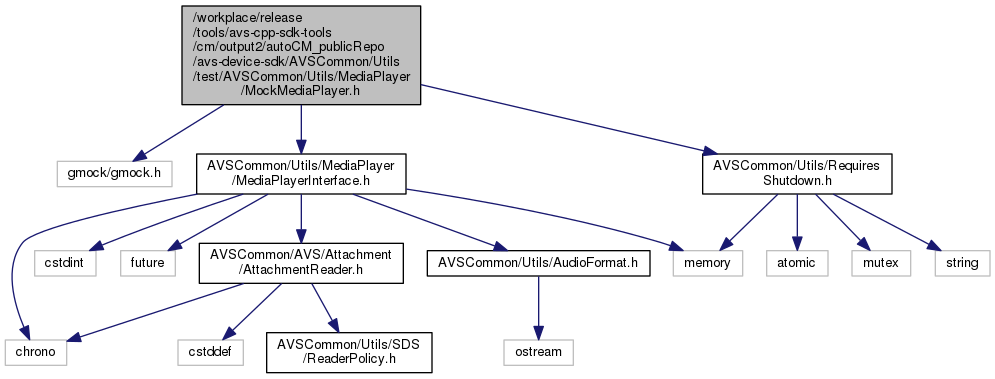 /workplace/release
/tools/avs-cpp-sdk-tools
/cm/output2/autoCM_publicRepo
/avs-device-sdk/AVSCommon/Utils
/test/AVSCommon/Utils/MediaPlayer
/MockMediaPlayer.h
gmock/gmock.h
AVSCommon/Utils/MediaPlayer
/MediaPlayerInterface.h
AVSCommon/Utils/Requires
Shutdown.h
cstdint
future
AVSCommon/AVS/Attachment
/AttachmentReader.h
AVSCommon/Utils/AudioFormat.h
memory
atomic
mutex
string
chrono
cstddef
AVSCommon/Utils/SDS
/ReaderPolicy.h
ostream